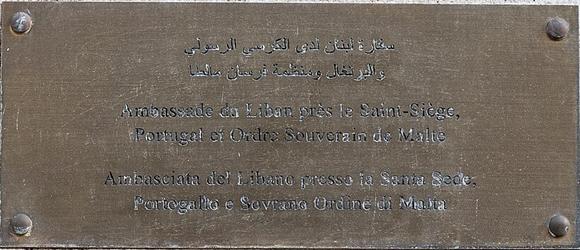 سفارة لبنان لدى الكرسي الرسولي
والبرتغال ومنظمة فرسان مالطا
Ambassade du Liban près le Saint-Siège,
Portugal et Ordre Souverain de Malte
Ambasciata del Libano presso la Santa Sede,
Portogallo e Sovrano Ordine di Malta